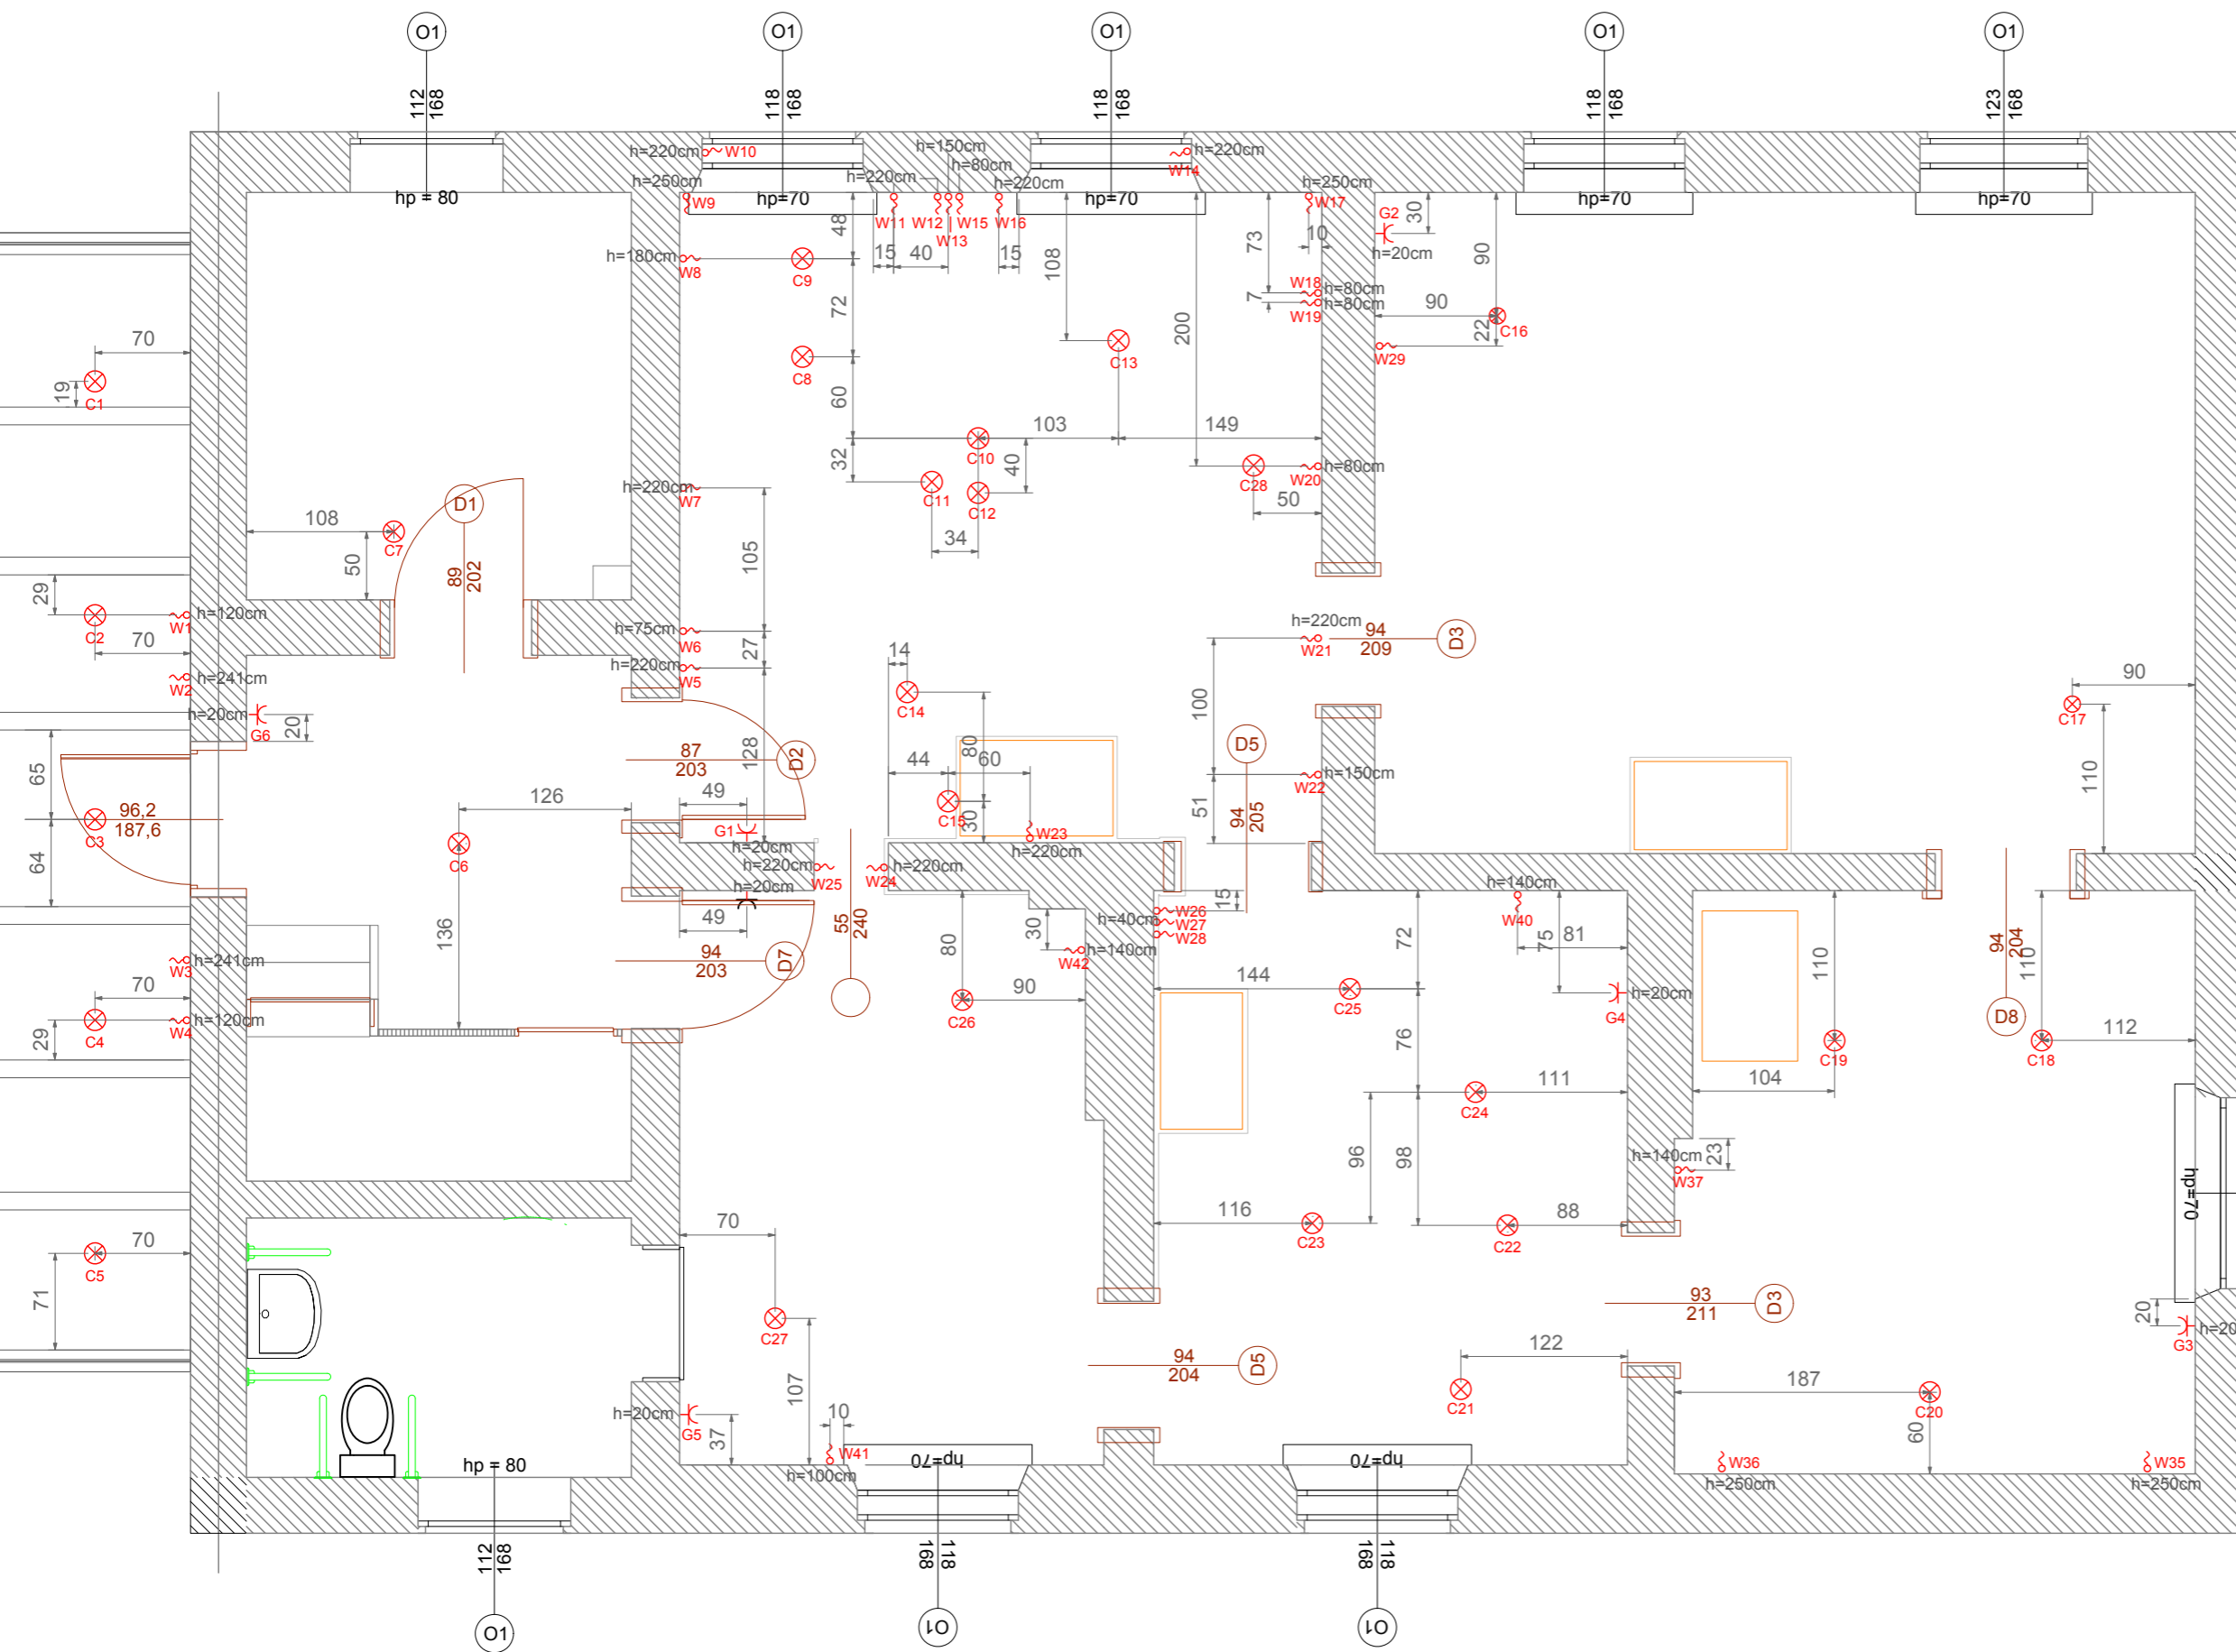 O1 O1 O1 O1 O1
112 168 118 168 118 168 118 168 123 168
h=220cm W10 h=150cm W14 h=220cm
h=80cm
h=250cm h=220cm h=220cm h=250cm
hp = 80 hp=70 hp=70 hp=70 hp=70
W9 W11 W12 W15 W16 W17 G2 30
W13
48 15 40 15 108 73 10 h=20cm 90
h=180cm W8 C9
W18 h=80cm
7 h=80cm
W19 90 C16
72 22
70 C13 W29
C8 200
19 C1
60 103 149
C10
32 40 h=80cm
C11 C12 C28 W20
h=220cm W7 50
D1
108 C7 34
50 89 202 105
29 h=120cm h=220cm
C2 W1 h=75cm W6 94 209 D3
70 14 W21
27
h=220cm W5
h=241cm W2 90
h=20cm 20 C14 100 C17
G6
87 203 D2 128 80 D5
65 44 60 h=150cm 110
W22
96,2 187,6 126 49 C15 30 51 94 205
C3 G1 W23
C6 h=20cm h=220cm
64 h=220cm W25 W24 h=220cm
h=20cm h=140cm
49 15
h=40cm W26
W27 W40
W28
136 55 240 80 30 72 75 81 110 94 204 110
h=241cm W3 94 203 D7 W42 h=140cm
70 144 h=20cm
C26 90 C25 G4 D8
h=120cm 112
C4 W4 C19 C18
29 76
111 104
C24
96 98 h=140cm 23
W37
hp=70
70 116 88
C23 C22
C5 70
71 93 211 D3 20
C27 G3
122
94 204 D5
107 187
C21 C20
h=20cm 10
G5 37 60
W41 W36 W35
hp = 80 h=100cm hp=70 hp=70 h=250cm h=250cm
112 168 118 168 118 168
O1 O1 O1